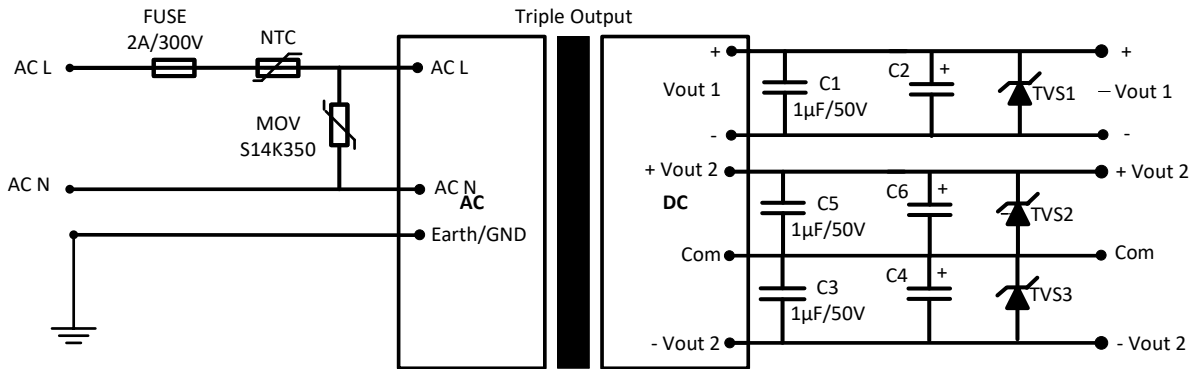 Triple Output
FUSE
2A/300V
NTC
AC L
AC L
MOV
S14K350
AC N
AC N
AC
Earth/GND
+
Vout 1
-
C1
1µF/50V
C2
+
TVS1
+
Vout 1
-
+ Vout 2
DC
C5
1µF/50V
C6
+
TVS2
+ Vout 2
Com
Com
C3
1µF/50V
C4
+
TVS3
- Vout 2
- Vout 2